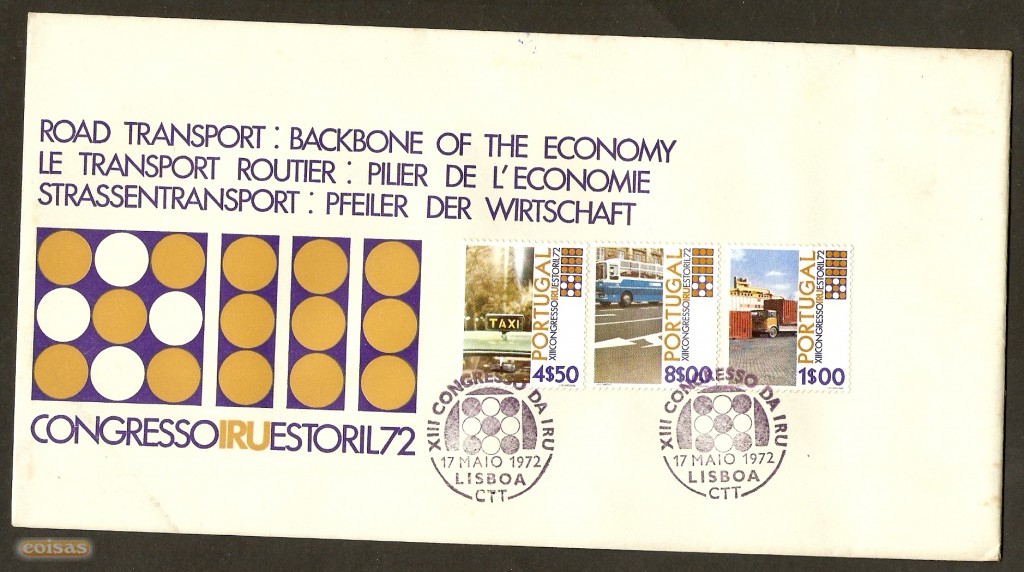 ROAD TRANSPORT : BACKBONE OF THE ECONOMY
LE TRANSPORT ROUTIER : PILIER DE L'ECONOMIE
STRASSENTRANSPORT : PFEILER DER WIRTSCHAFT
CONGRESSOIRUESTORIL72
TAXI
PORTUGAL
XIIICONGRESSOIRUESTORIL72
4$50
PORTUGAL
XIIICONGRESSOIRUESTORIL72
8$00
PORTUGAL
XIIICONGRESSOIRUESTORIL72
1$00
XIII CONGRESSO DA IRU
17 MAIO 1972
LISBOA
CTT
XIII CONGRESSO DA IRU
17 MAIO 1972
LISBOA
CTT
coisas